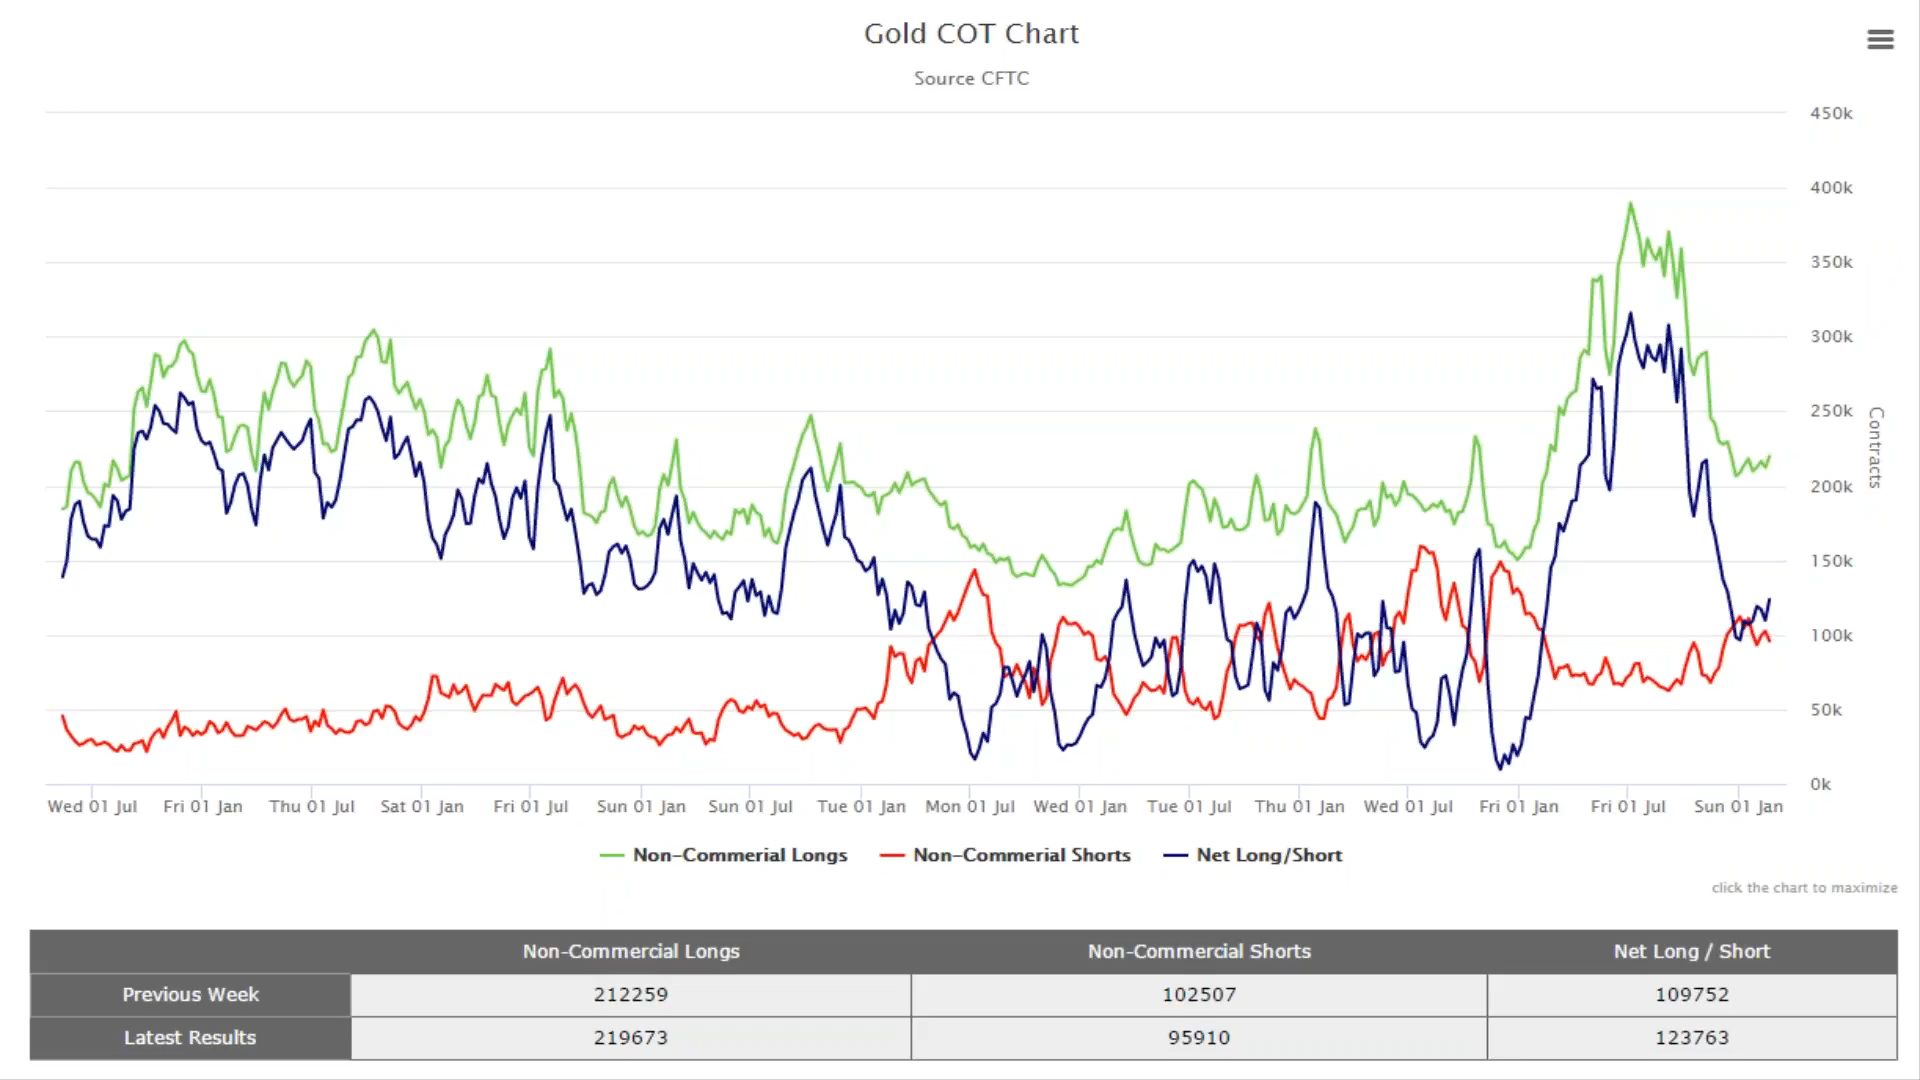 Gold COT Chart
Source CFTC
450k
400k
350k
300k
250k
200k
150k
100k
50k
0k
Contracts
Wed 01 Jul Fri 01 Jan Thu 01 Jul Sat 01 Jan Fri 01 Jul Sun 01 Jan Sun 01 Jul Tue 01 Jan Mon 01 Jul Wed 01 Jan Tue 01 Jul Thu 01 Jan Wed 01 Jul Fri 01 Jan Fri 01 Jul Sun 01 Jan
Non-Commerial Longs Non-Commerial Shorts Net Long/Short
click the chart to maximize
Non-Commercial Longs Non-Commercial Shorts Net Long / Short
Previous Week 212259 102507 109752
Latest Results 219673 95910 123763